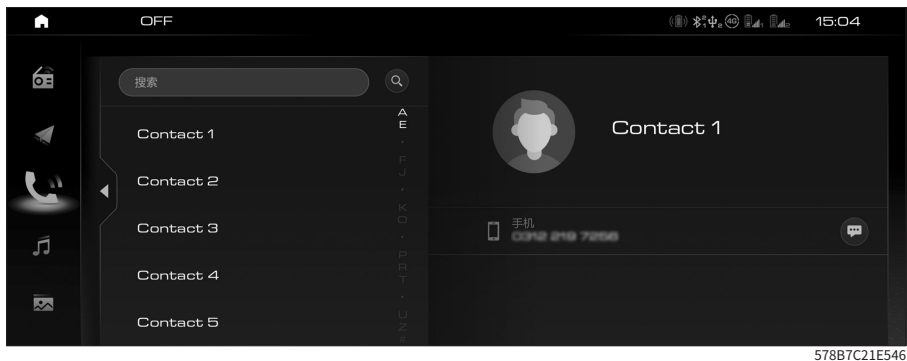 OFF
4G
15:04
搜索
Contact 1
Contact 2
Contact 3
Contact 4
Contact 5
A
E
F
J
K
O
P
R
T
U
Z
#
Contact 1
手机
578B7C21E546